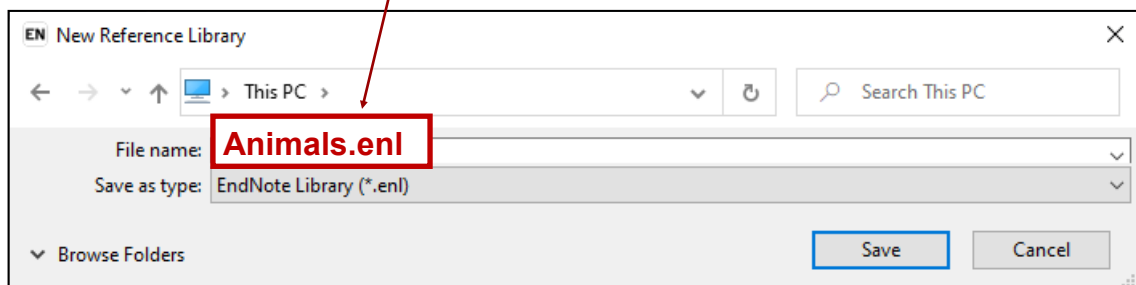 EN New Reference Library
This PC
Search This PC
File name: Animals.enl
Save as type: EndNote Library (*.enl)
Browse Folders Save Cancel